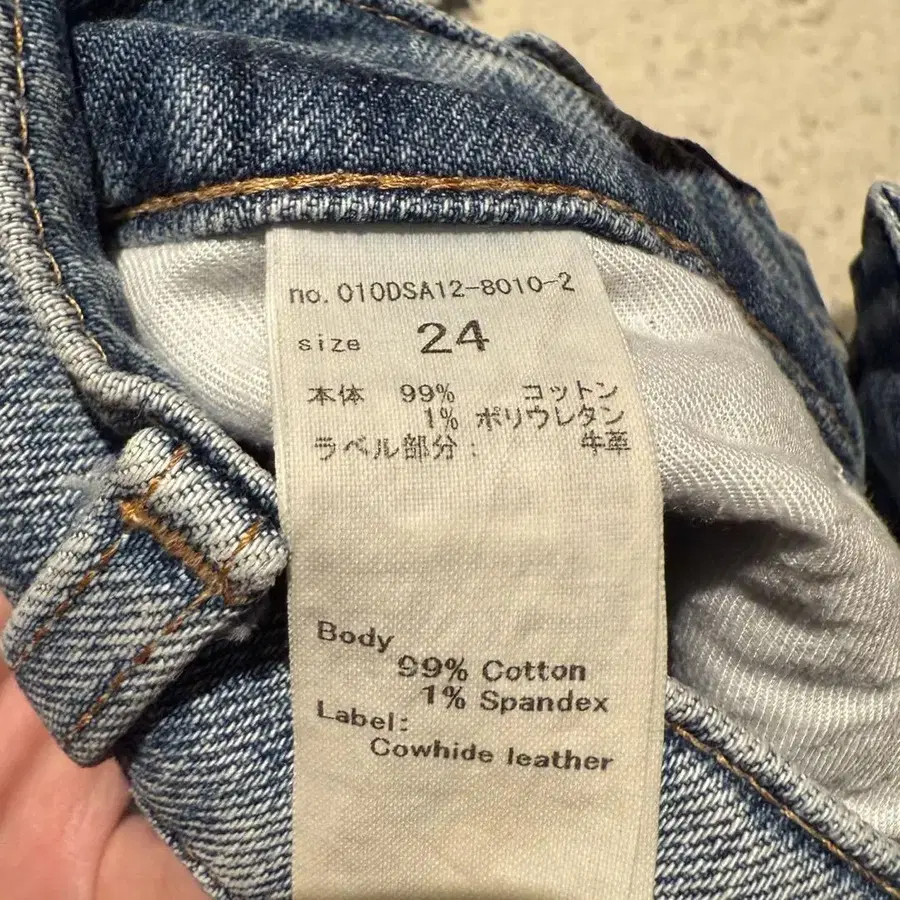 no. 010DSA12-8010-2
size 24
本体 99% コットン
1% ポリウレタン
ラベル部分: 牛革
Body
99% Cotton
1% Spandex
Label:
Cowhide leather